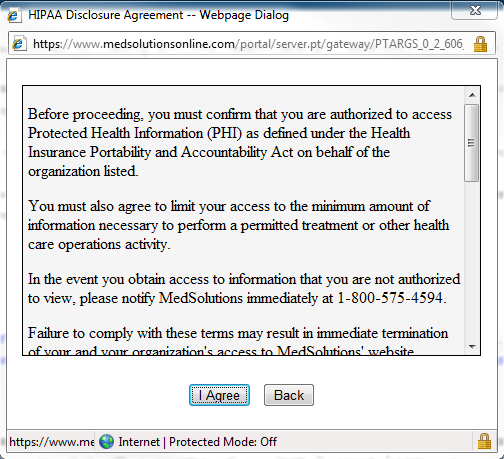 HIPAA Disclosure Agreement -- Webpage Dialog
https://www.medsolutionsonline.com/portal/server.pt/gateway/PTARGS_0_2_606_
Before proceeding, you must confirm that you are authorized to access
Protected Health Information (PHI) as defined under the Health
Insurance Portability and Accountability Act on behalf of the
organization listed.
You must also agree to limit your access to the minimum amount of
information necessary to perform a permitted treatment or other health
care operations activity.
In the event you obtain access to information that you are not authorized
to view, please notify MedSolutions immediately at 1-800-575-4594.
Failure to comply with these terms may result in immediate termination
of your and your organization's access to MedSolutions' website
I Agree Back
https://www.me Internet | Protected Mode: Off